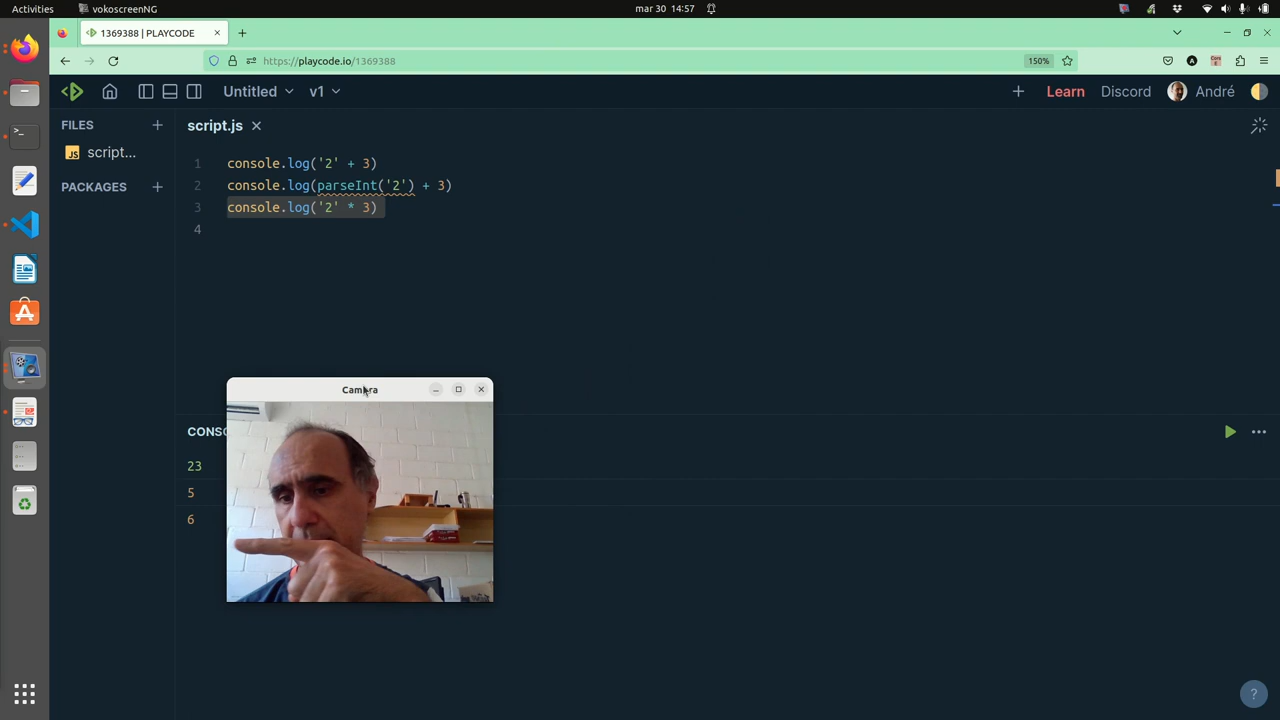 Activities
vokoscreenNG
mar 30 14:57
1369388 | PLAYCODE
https://playcode.io/1369388
150%
Untitled
v1
Learn
Discord
André
FILES
script...
PACKAGES
script.js
1 console.log('2' + 3)
2 console.log(parseInt('2') + 3)
3 console.log('2' * 3)
4
Camera
CONSO
23
5
6